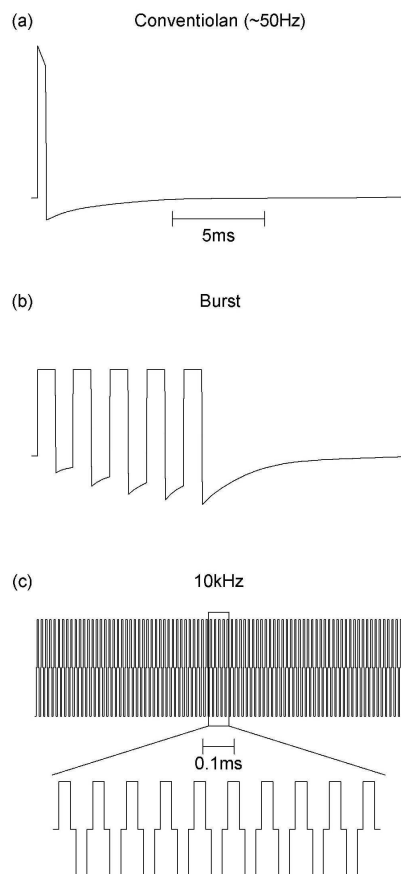 (a) Conventiolan (~50Hz)
5ms
(b) Burst
(c) 10kHz
0.1ms